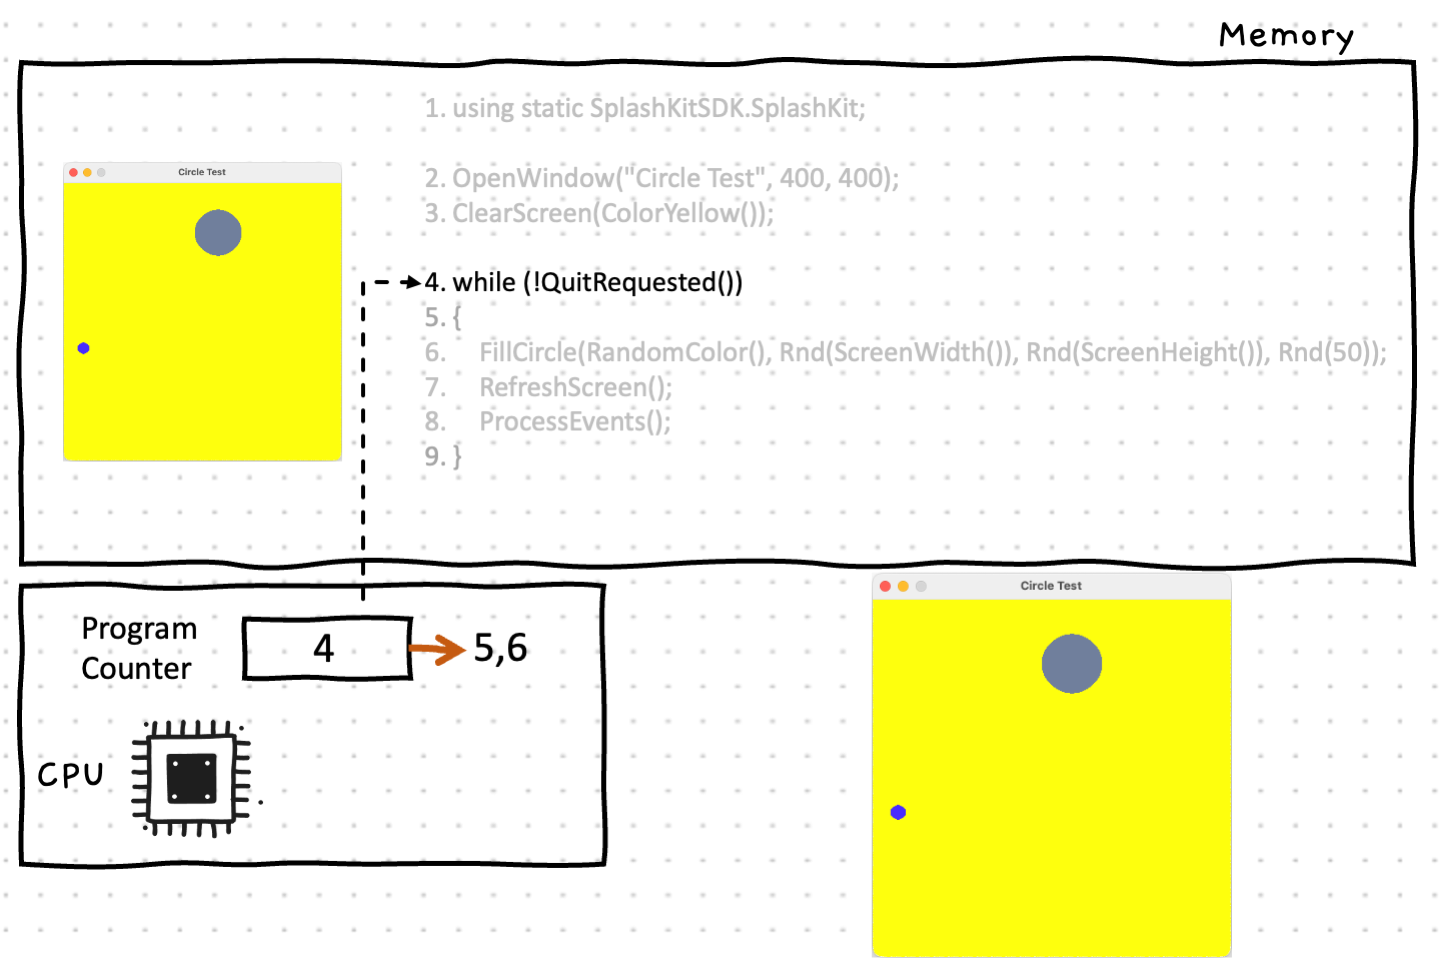 Memory
1. using static SplashKitSDK.SplashKit;
Circle Test
2. OpenWindow("Circle Test", 400, 400);
3. ClearScreen(ColorYellow());
4. while (!QuitRequested())
5. {
6. FillCircle(RandomColor(), Rnd(ScreenWidth()), Rnd(ScreenHeight()), Rnd(50));
7. RefreshScreen();
8. ProcessEvents();
9. }
Program
Counter
4
5,6
CPU
Circle Test